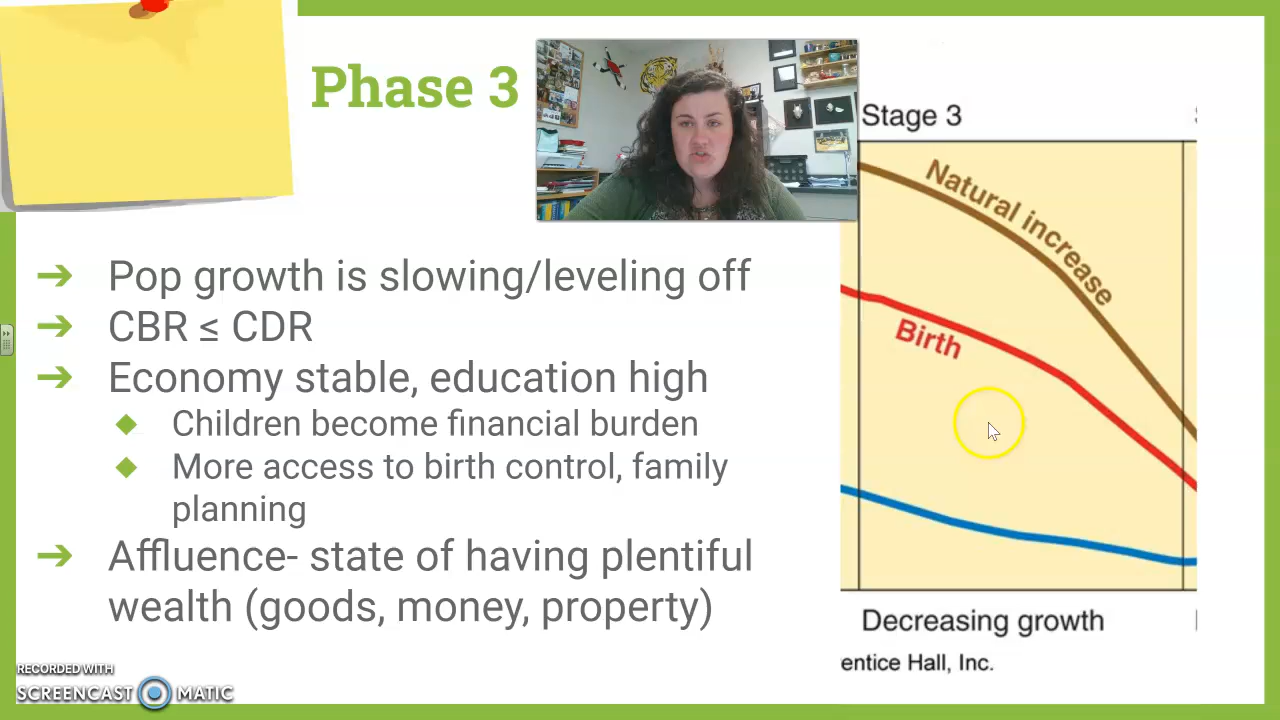 Phase 3
Stage 3
Natural increase
Birth
➔ Pop growth is slowing/leveling off
➔ CBR ≤ CDR
➔ Economy stable, education high
◆ Children become financial burden
◆ More access to birth control, family
planning
➔ Affluence- state of having plentiful
wealth (goods, money, property)
Decreasing growth
entice Hall, Inc.
RECORDED WITH
SCREENCAST MATIC